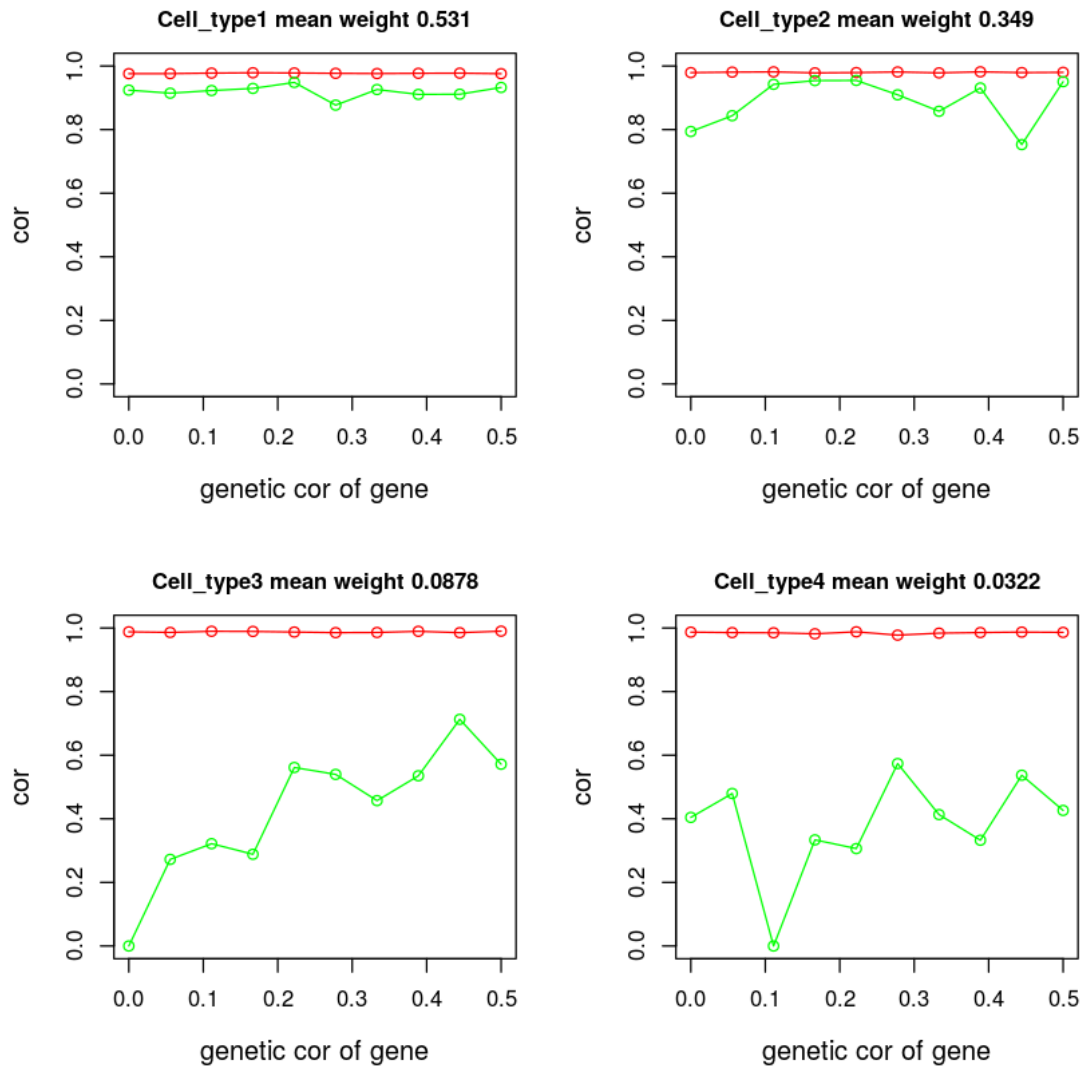 Cell_type1 mean weight 0.531
cor
0.0 0.2 0.4 0.6 0.8 1.0
0.0 0.1 0.2 0.3 0.4 0.5
genetic cor of gene
Cell_type2 mean weight 0.349
cor
0.0 0.2 0.4 0.6 0.8 1.0
0.0 0.1 0.2 0.3 0.4 0.5
genetic cor of gene
Cell_type3 mean weight 0.0878
cor
0.0 0.2 0.4 0.6 0.8 1.0
0.0 0.1 0.2 0.3 0.4 0.5
genetic cor of gene
Cell_type4 mean weight 0.0322
cor
0.0 0.2 0.4 0.6 0.8 1.0
0.0 0.1 0.2 0.3 0.4 0.5
genetic cor of gene